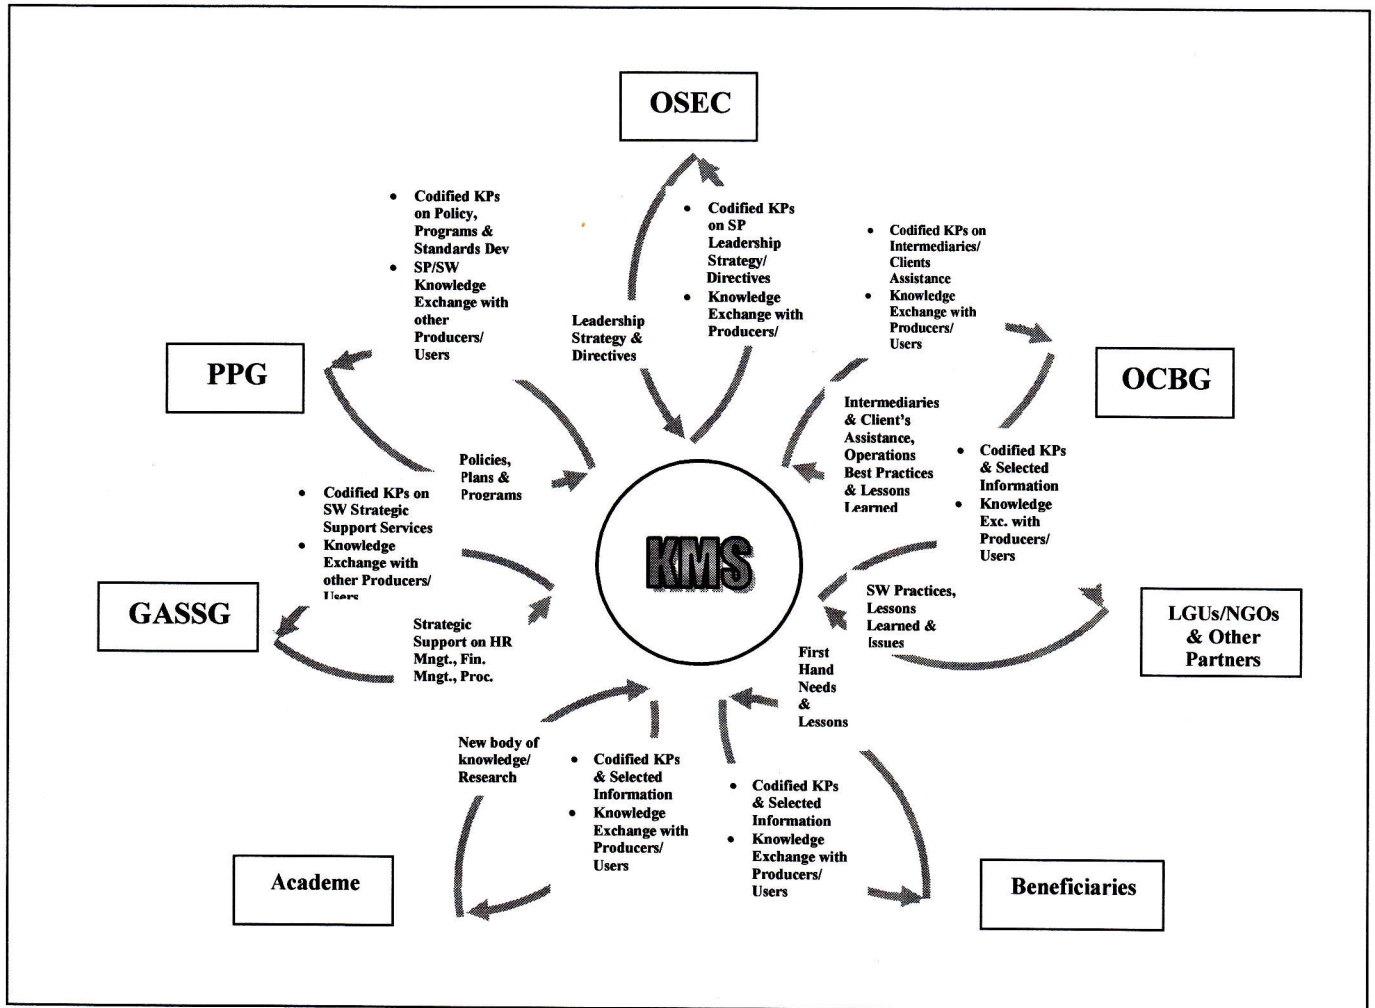 OSEC
• Codified KPs
on Policy,
Programs &
Standards Dev
• SP/SW
Knowledge
Exchange with
other
Producers/
Users
Leadership
Strategy &
Directives
• Codified KPs
on SP
Leadership
Strategy/
Directives
• Knowledge
Exchange with
Producers/
• Codified KPs on
Intermediaries/
Clients
Assistance
• Knowledge
Exchange with
Producers/
Users
PPG
OCBG
Policies,
Plans &
Programs
Intermediaries
& Client's
Assistance,
Operations
Best Practices
& Lessons
Learned
• Codified KPs
& Selected
Information
• Knowledge
Exc. with
Producers/
Users
• Codified KPs on
SW Strategic
Support Services
• Knowledge
Exchange with
other Producers/
Users
KMS
GASSG
Strategic
Support on HR
Mngt., Fin.
Mngt., Proc.
SW Practices,
Lessons
Learned &
Issues
LGUs/NGOs
& Other
Partners
First
Hand
Needs
&
Lessons
New body of
knowledge/
Research
• Codified KPs
& Selected
Information
• Knowledge
Exchange with
Producers/
Users
• Codified KPs
& Selected
Information
• Knowledge
Exchange with
Producers/
Users
Academe
Beneficiaries